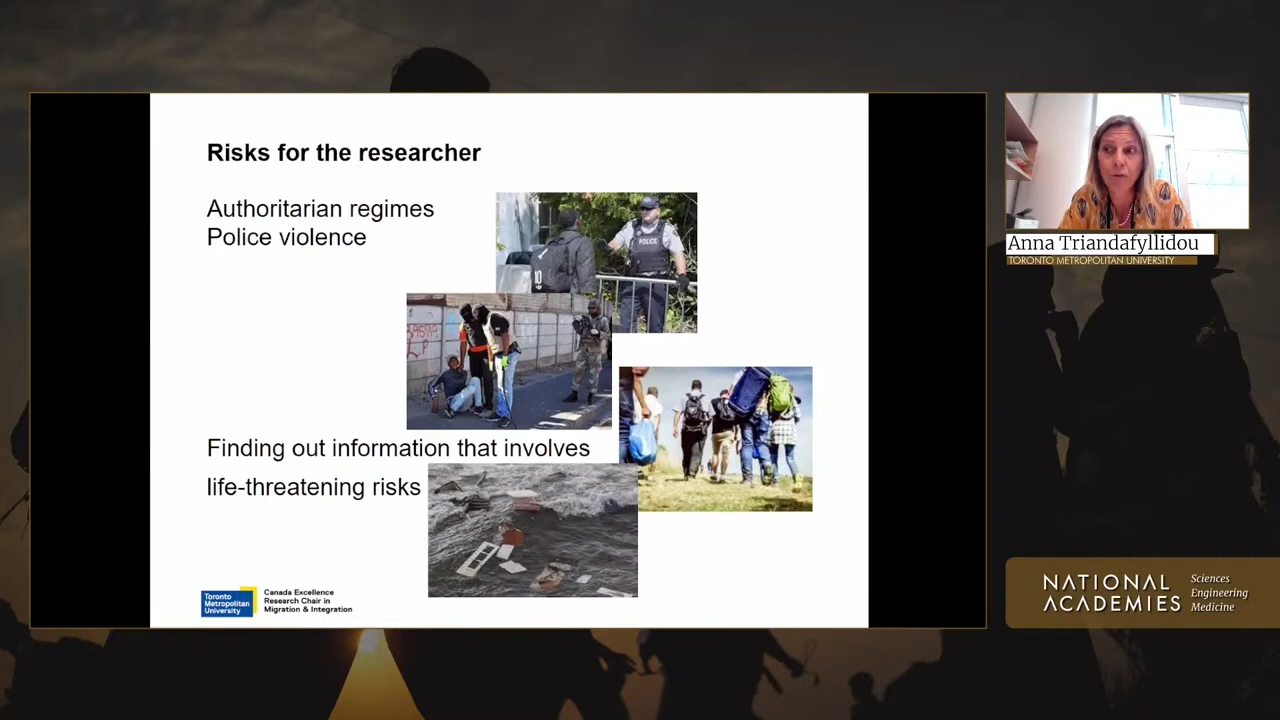 Risks for the researcher
Authoritarian regimes
Police violence
POLICE
Finding out information that involves
life-threatening risks
Toronto
Metropolitan
University
Canada Excellence
Research Chair in
Migration & Integration
Anna Triandafyllidou
TORONTO METROPOLITAN UNIVERSITY
NATIONAL
ACADEMIES
Sciences
Engineering
Medicine